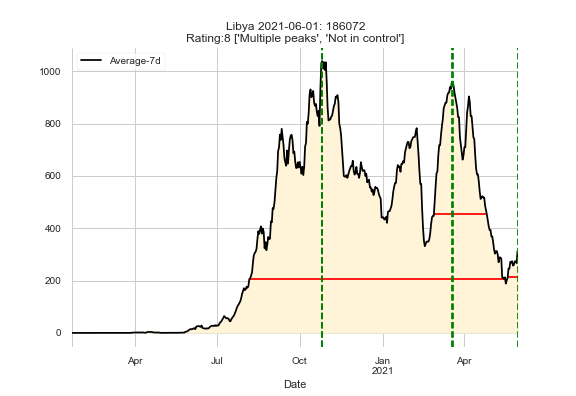 Libya 2021-06-01: 186072
Rating:8 ['Multiple peaks', 'Not in control']
Average-7d
1000
800
600
400
200
0
Apr
Jul
Oct
Jan
2021
Apr
Date